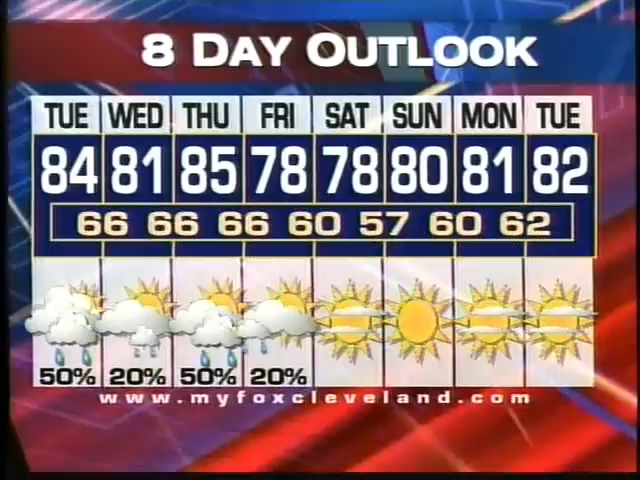 8 DAY OUTLOOK
TUE WED THU FRI SAT SUN MON TUE
84 81 85 78 78 80 81 82
66 66 66 60 57 60 62
50% 20% 50% 20%
www.myfoxcleveland.com